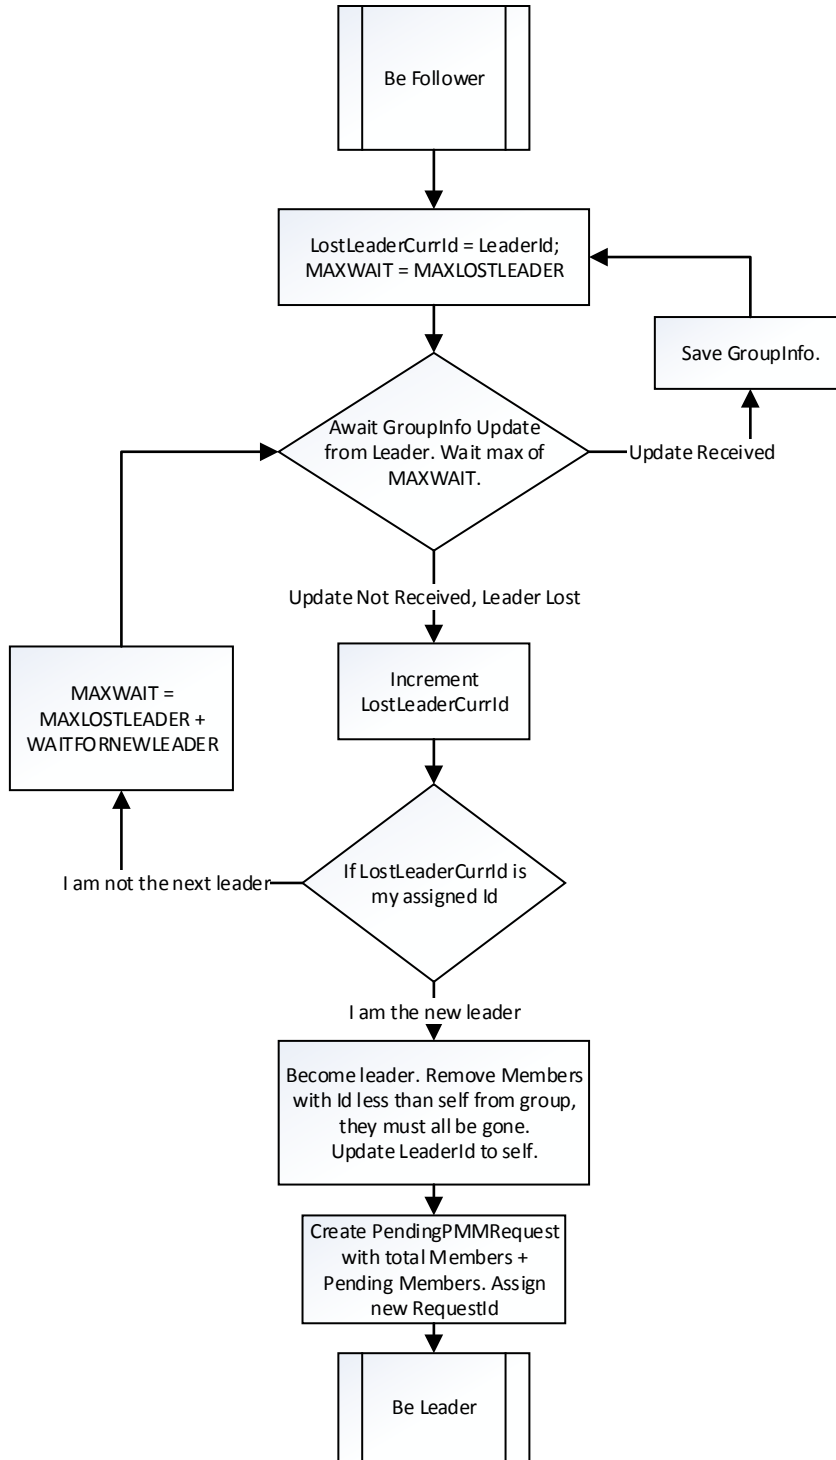 Be Follower
LostLeaderCurrId = LeaderId;
MAXWAIT = MAXLOSTLEADER
Save GroupInfo.
Await GroupInfo Update
from Leader. Wait max of
MAXWAIT.
Update Received
Update Not Received, Leader Lost
Increment
LostLeaderCurrId
MAXWAIT =
MAXLOSTLEADER +
WAITFORNEWLEADER
If LostLeaderCurrId is
my assigned Id
I am not the next leader
I am the new leader
Become leader. Remove Members
with Id less than self from group,
they must all be gone.
Update LeaderId to self.
Create PendingPMMRequest
with total Members +
Pending Members. Assign
new RequestId
Be Leader